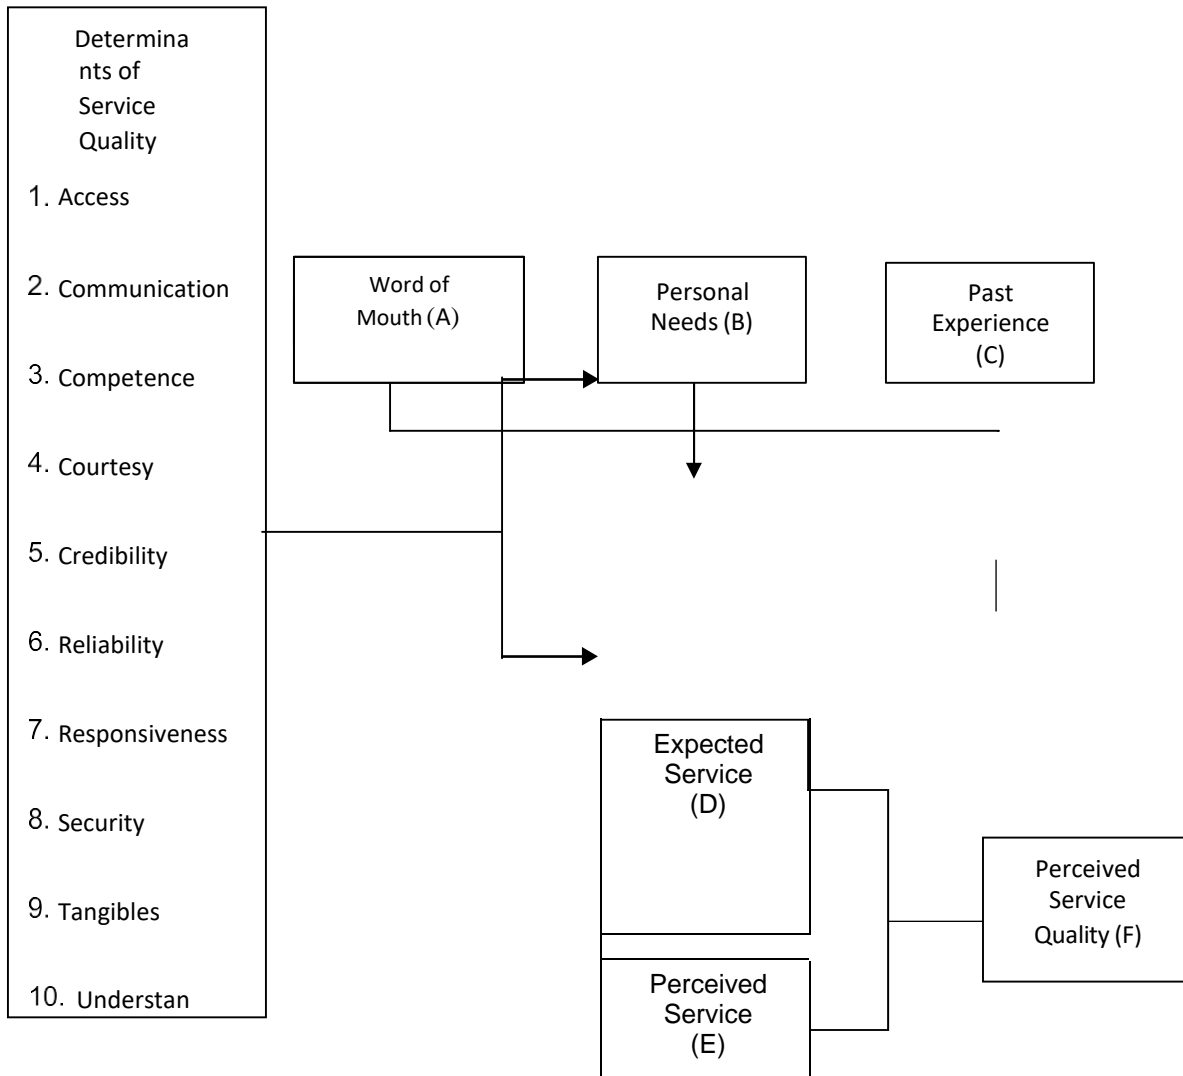 Determina
nts of
Service
Quality
1. Access
2. Communication
3. Competence
4. Courtesy
5. Credibility
6. Reliability
7. Responsiveness
8. Security
9. Tangibles
10. Understan
Word of
Mouth (A)
Personal
Needs (B)
Past
Experience
(C)
Expected
Service
(D)
Perceived
Service
(E)
Perceived
Service
Quality (F)